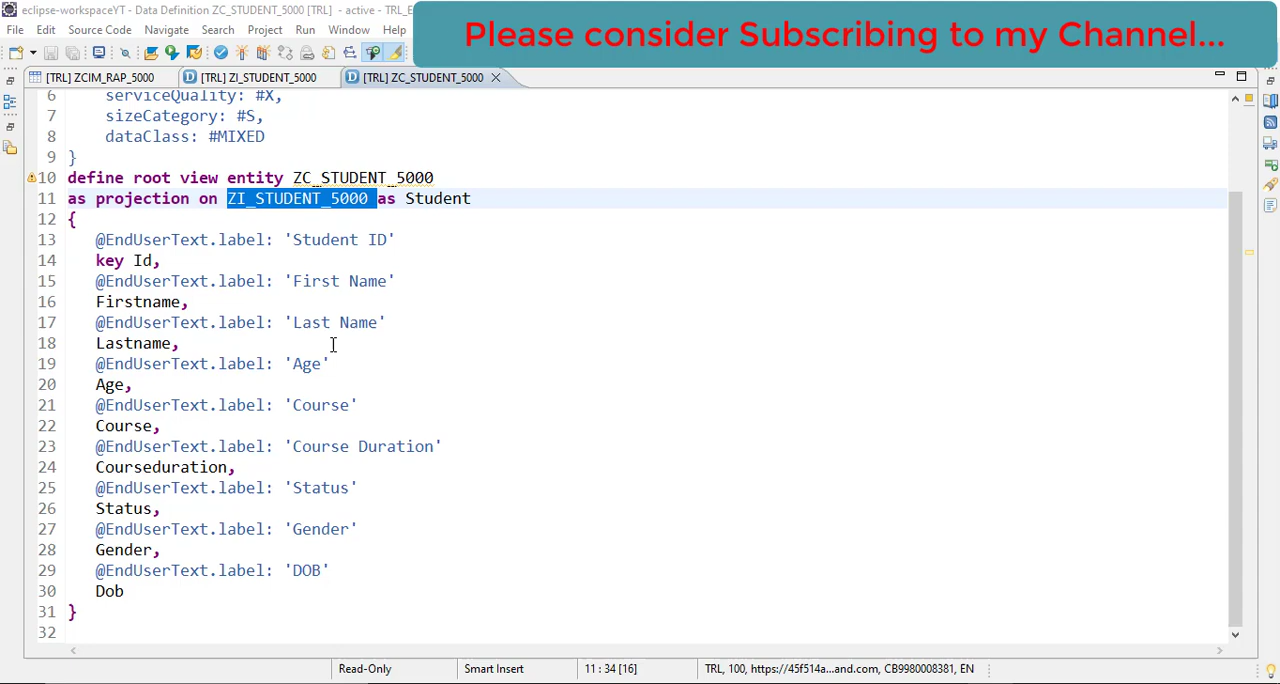 eclipse-workspaceYT - Data Definition ZC_STUDENT_5000 [TRL] - active - TRL_E
Please consider Subscribing to my Channel...
File Edit Source Code Navigate Search Project Run Window Help
[TRL] ZCIM_RAP_5000 [TRL] ZI_STUDENT_5000 [TRL] ZC_STUDENT_5000
6 serviceQuality: #X,
7 sizeCategory: #S,
8 dataClass: #MIXED
9 }
10 define root view entity ZC_STUDENT_5000
11 as projection on ZI_STUDENT_5000 as Student
12 {
13 @EndUserText.label: 'Student ID'
14 key Id,
15 @EndUserText.label: 'First Name'
16 Firstname,
17 @EndUserText.label: 'Last Name'
18 Lastname,
19 @EndUserText.label: 'Age'
20 Age,
21 @EndUserText.label: 'Course'
22 Course,
23 @EndUserText.label: 'Course Duration'
24 Courseduration,
25 @EndUserText.label: 'Status'
26 Status,
27 @EndUserText.label: 'Gender'
28 Gender,
29 @EndUserText.label: 'DOB'
30 Dob
31 }
32
Read-Only Smart Insert 11 : 34 [16] TRL, 100, https://45f514a...and.com, CB9980008381, EN